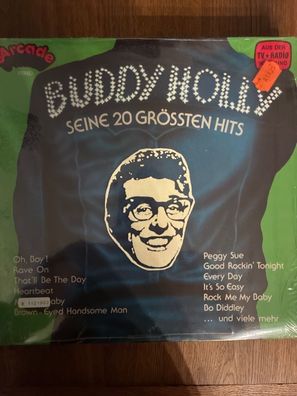 Arcade
AUS DER
TV+RADIO
BUDDY HOLLY
SEINE 20 GRÖSSTEN HITS
Oh, Boy!
Rave On
That'll Be The Day
Heartbeat
Baby
Brown-Eyed Handsome Man
Peggy Sue
Good Rockin' Tonight
Every Day
It's So Easy
Rock Me My Baby
Bo Diddley
... und viele mehr